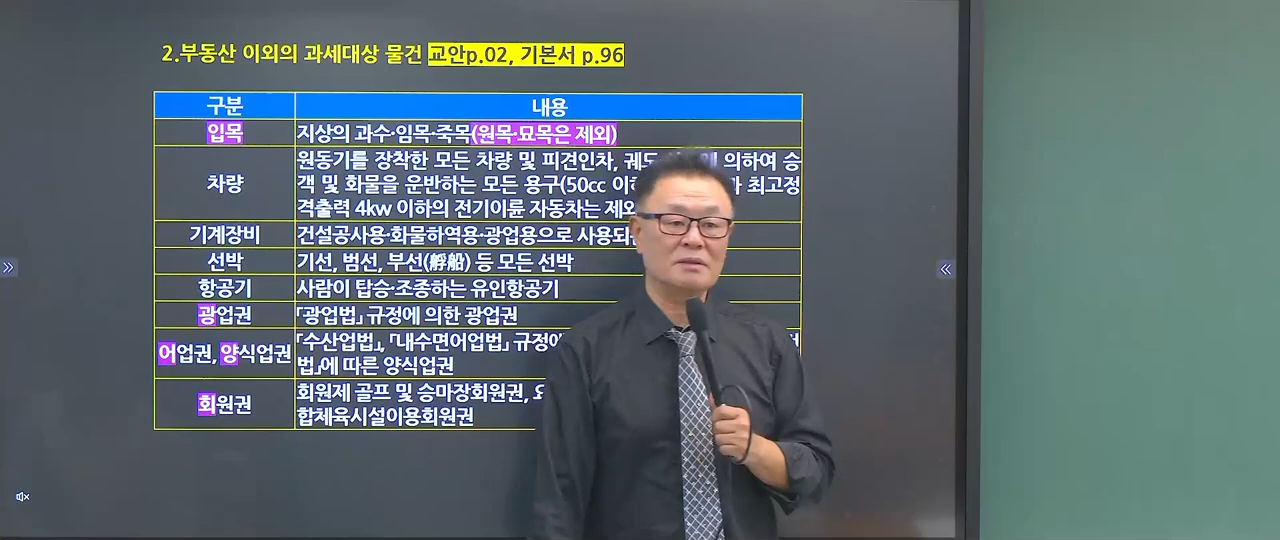 2.부동산 이외의 과세대상 물건 교안p.02, 기본서 p.96
구분 내용
입목 지상의 과수·임목·죽목(원목·묘목은 제외)
차량
원동기를 장착한 모든 차량 및 피견인차, 궤도 의하여 승
객 및 화물을 운반하는 모든 용구(50cc 최고정
격출력 4kw 이하의 전기이륜 자동차는
기계장비 건설공사용·화물하역용·광업용으로
선박 기선, 범선, 부선(艀船) 등 모든 선박
항공기 사람이 탑승·조종하는 유인항공기
광업권 「광업법」 규정에 의한 광업권
어업권, 양식업권
「수산업법」, 「내수면어업법」
법」에 따른 양식업권
회원권
회원제 골프 및 승마장회원권,
합체육시설이용회원권